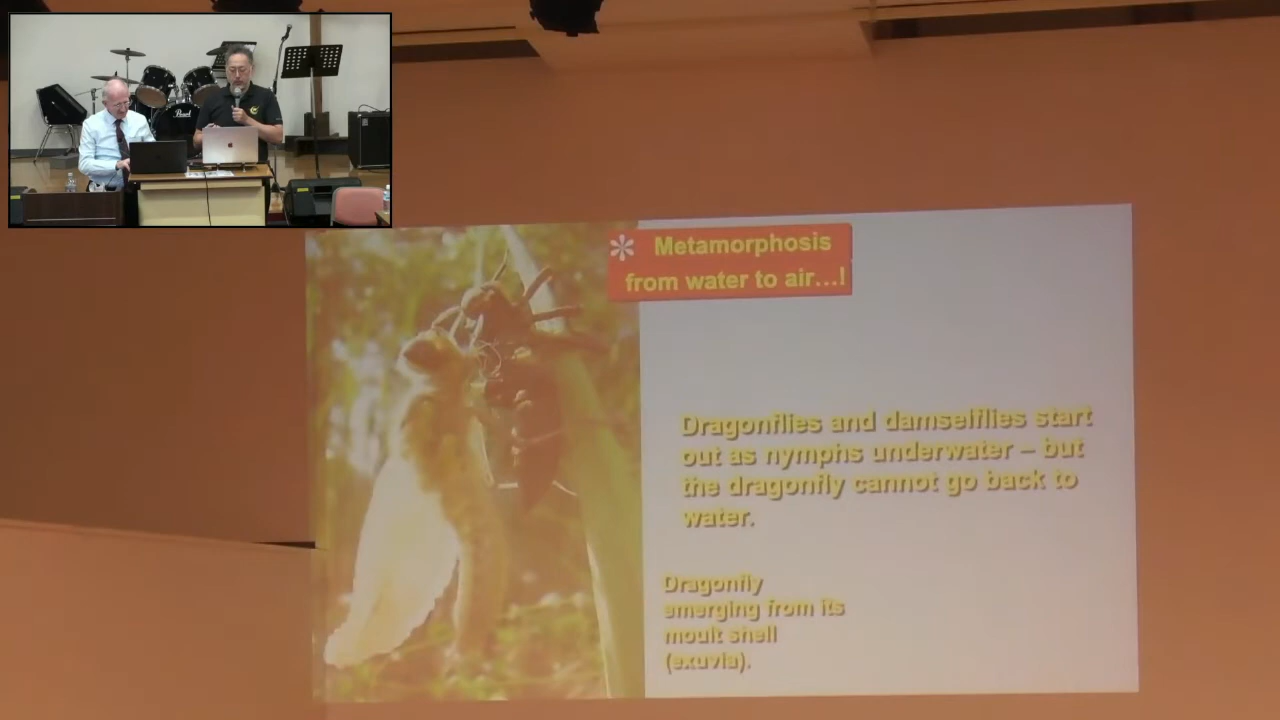 Pearl
* Metamorphosis
from water to air...!
Dragonflies and damselflies start
out as nymphs underwater – but
the dragonfly cannot go back to
water.
Dragonfly
emerging from its
moult shell
(exuvia).